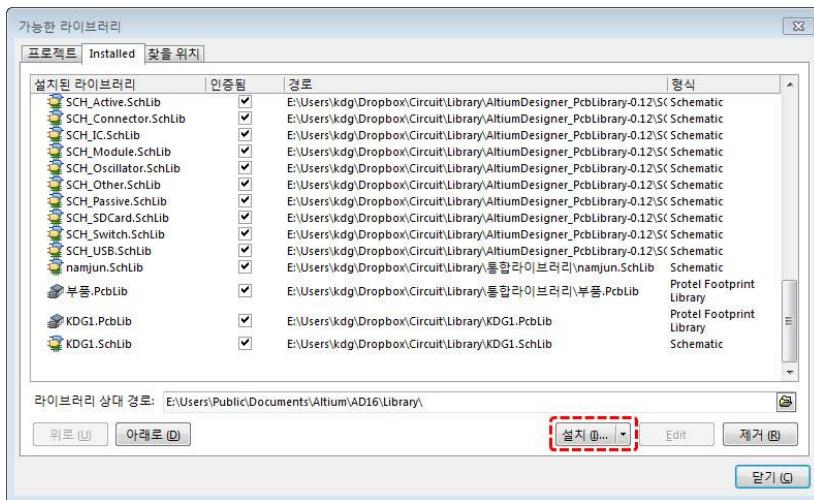 가능한 라이브러리
프로젝트 Installed 찾을 위치
설치된 라이브러리 인증됨 경로 형식
SCH_Active.SchLib E:\Users\kdg\Dropbox\Circuit\Library\AltiumDesigner_PcbLibrary-0.12\S( Schematic
SCH_Connector.SchLib E:\Users\kdg\Dropbox\Circuit\Library\AltiumDesigner_PcbLibrary-0.12\S( Schematic
SCH_IC.SchLib E:\Users\kdg\Dropbox\Circuit\Library\AltiumDesigner_PcbLibrary-0.12\S( Schematic
SCH_Module.SchLib E:\Users\kdg\Dropbox\Circuit\Library\AltiumDesigner_PcbLibrary-0.12\S( Schematic
SCH_Oscillator.SchLib E:\Users\kdg\Dropbox\Circuit\Library\AltiumDesigner_PcbLibrary-0.12\S( Schematic
SCH_Other.SchLib E:\Users\kdg\Dropbox\Circuit\Library\AltiumDesigner_PcbLibrary-0.12\S( Schematic
SCH_Passive.SchLib E:\Users\kdg\Dropbox\Circuit\Library\AltiumDesigner_PcbLibrary-0.12\S( Schematic
SCH_SDCard.SchLib E:\Users\kdg\Dropbox\Circuit\Library\AltiumDesigner_PcbLibrary-0.12\S( Schematic
SCH_Switch.SchLib E:\Users\kdg\Dropbox\Circuit\Library\AltiumDesigner_PcbLibrary-0.12\S( Schematic
SCH_USB.SchLib E:\Users\kdg\Dropbox\Circuit\Library\AltiumDesigner_PcbLibrary-0.12\S( Schematic
namjun.SchLib E:\Users\kdg\Dropbox\Circuit\Library\통합라이브러리\namjun.SchLib Schematic
부품.PcbLib E:\Users\kdg\Dropbox\Circuit\Library\통합라이브러리\부품.PcbLib Protel Footprint
Library
KDG1.PcbLib E:\Users\kdg\Dropbox\Circuit\Library\KDG1.PcbLib Protel Footprint
Library
KDG1.SchLib E:\Users\kdg\Dropbox\Circuit\Library\KDG1.SchLib Schematic
라이브러리 상대 경로: E:\Users\Public\Documents\Altium\AD16\Library\
위로 (U) 아래로 (D) 설치 (I)... Edit 제거 (R)
닫기 (C)